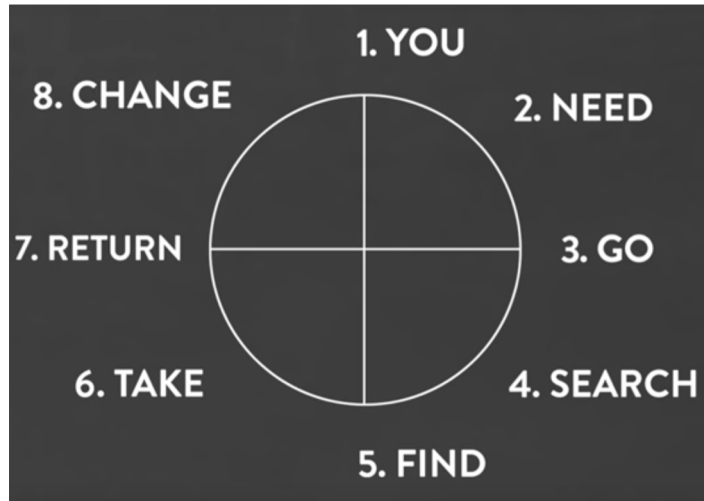 1. YOU
2. NEED
3. GO
4. SEARCH
5. FIND
6. TAKE
7. RETURN
8. CHANGE